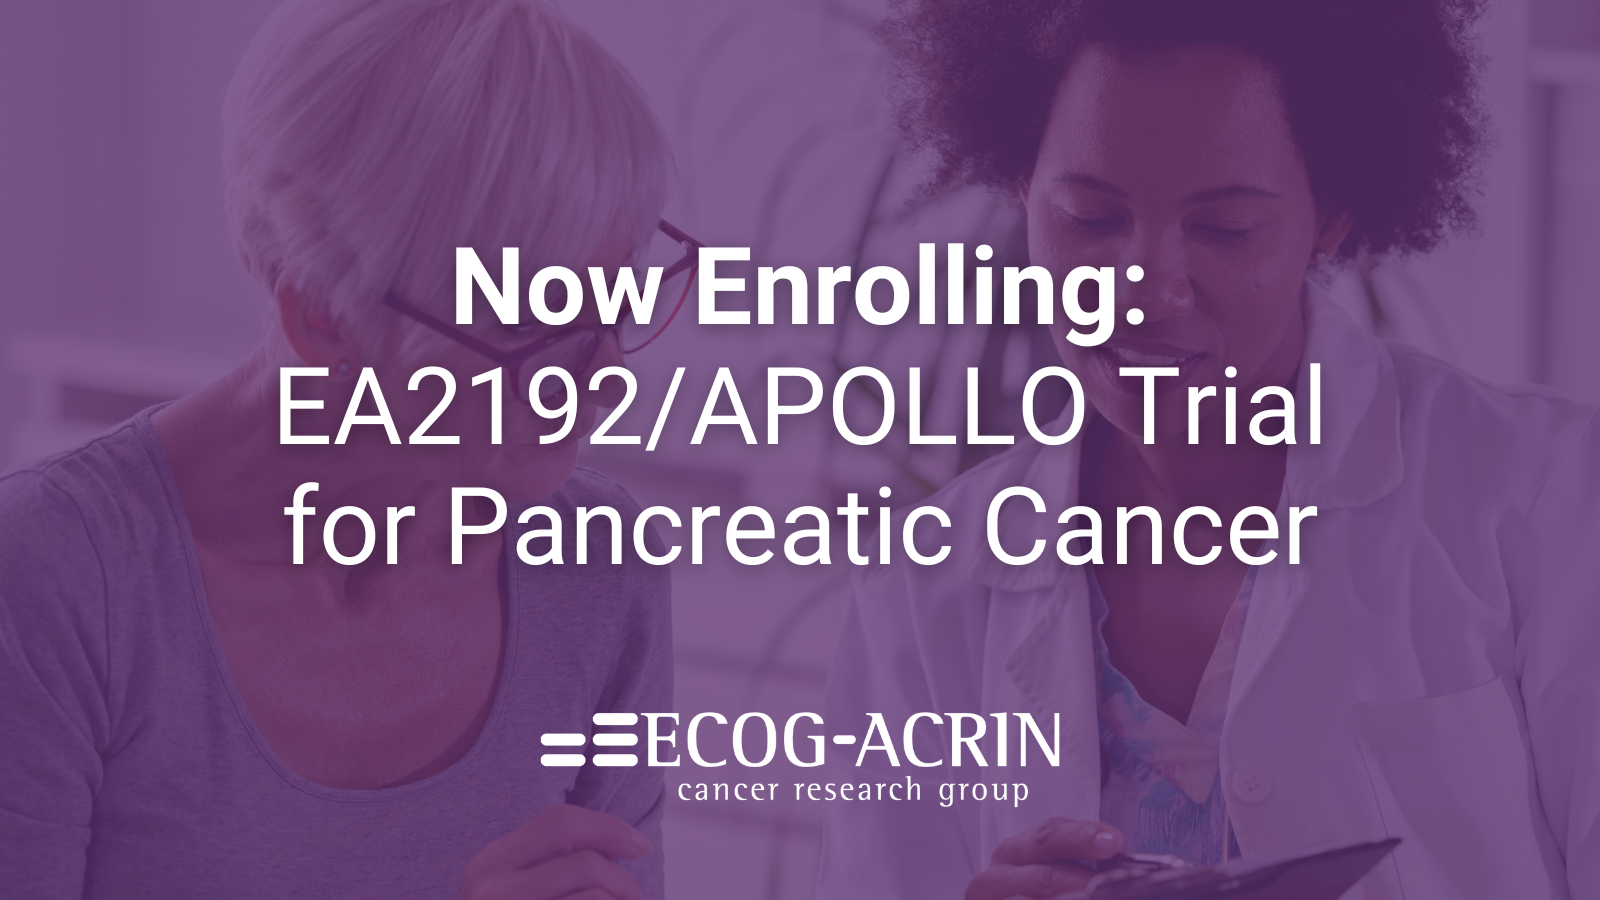 Now Enrolling:
EA2192/APOLLO Trial
for Pancreatic Cancer
ECOG-ACRIN
cancer research group